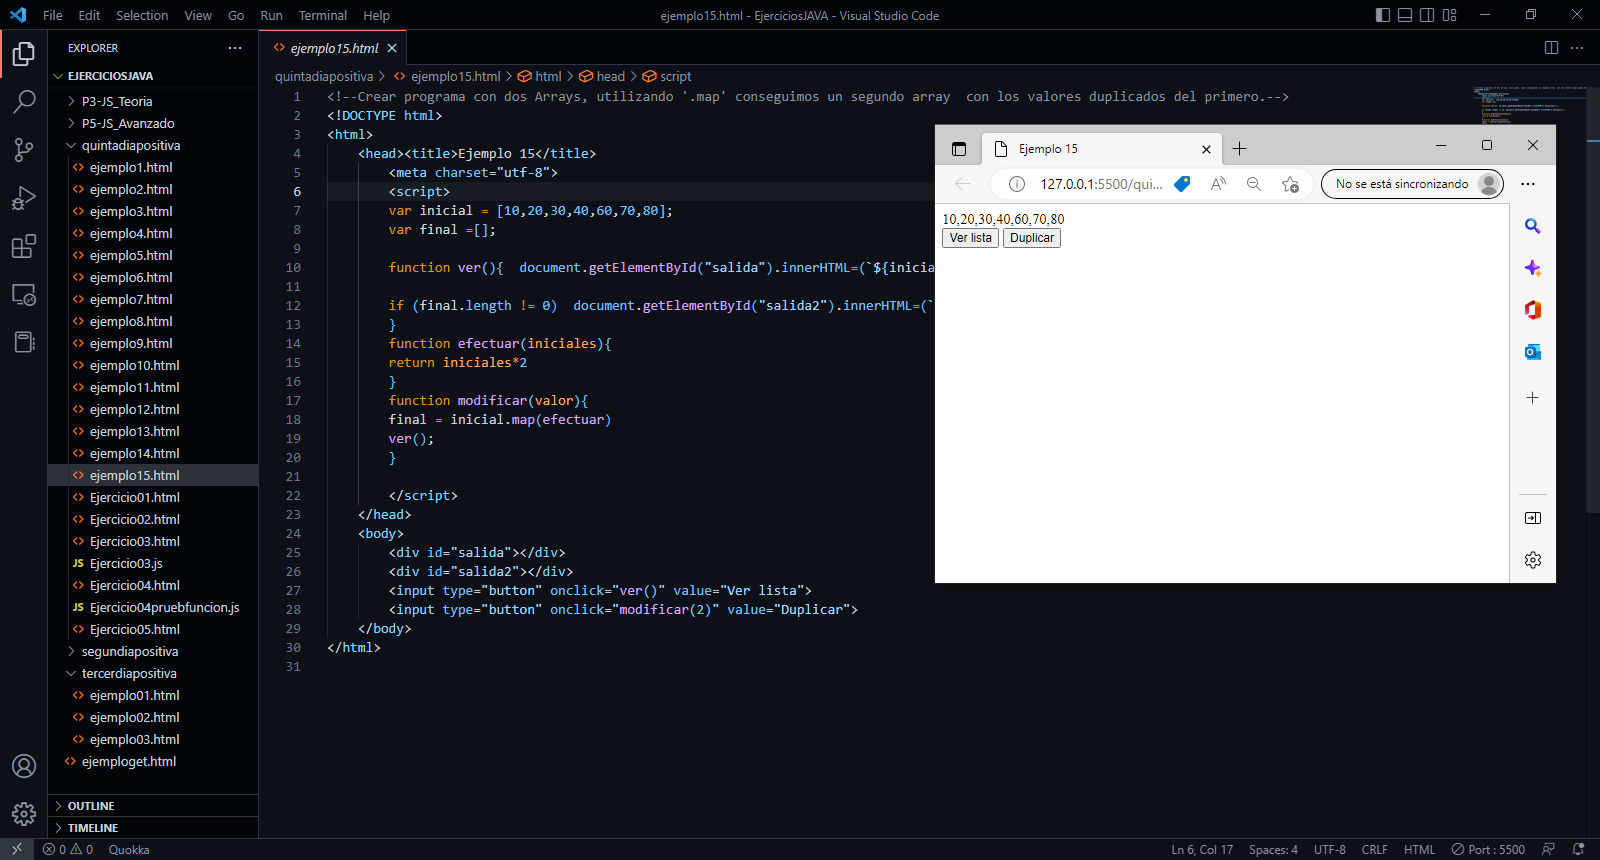 File Edit Selection View Go Run Terminal Help
ejemplo15.html - EjerciciosJAVA - Visual Studio Code
EXPLORER
EJERCICIOSJAVA
P3-JS_Teoria
P5-JS_Avanzado
quintadiapositiva
ejemplo1.html
ejemplo2.html
ejemplo3.html
ejemplo4.html
ejemplo5.html
ejemplo6.html
ejemplo7.html
ejemplo8.html
ejemplo9.html
ejemplo10.html
ejemplo11.html
ejemplo12.html
ejemplo13.html
ejemplo14.html
ejemplo15.html
Ejercicio01.html
Ejercicio02.html
Ejercicio03.html
JS Ejercicio03.js
Ejercicio04.html
JS Ejercicio04pruebfuncion.js
Ejercicio05.html
segundiapositiva
tercerdiapositiva
ejemplo01.html
ejemplo02.html
ejemplo03.html
ejemploget.html
OUTLINE
TIMELINE
ejemplo15.html
quintadiapositiva > ejemplo15.html > html > head > script
1 <!--Crear programa con dos Arrays, utilizando '.map' conseguimos un segundo array  con los valores duplicados del primero.-->
2 <!DOCTYPE html>
3 <html>
4 <head><title>Ejemplo 15</title>
5 <meta charset="utf-8">
6 <script>
7 var inicial = [10,20,30,40,60,70,80];
8 var final =[];
9
10 function ver(){  document.getElementById("salida").innerHTML=(`${inicia
11
12 if (final.length != 0)  document.getElementById("salida2").innerHTML=(`
13 }
14 function efectuar(iniciales){
15 return iniciales*2
16 }
17 function modificar(valor){
18 final = inicial.map(efectuar)
19 ver();
20 }
21
22 </script>
23 </head>
24 <body>
25 <div id="salida"></div>
26 <div id="salida2"></div>
27 <input type="button" onclick="ver()" value="Ver lista">
28 <input type="button" onclick="modificar(2)" value="Duplicar">
29 </body>
30 </html>
31
Ejemplo 15
127.0.0.1:5500/qui...
No se está sincronizando
10,20,30,40,60,70,80
Ver lista Duplicar
0 0 Quokka
Ln 6, Col 17 Spaces: 4 UTF-8 CRLF HTML Port : 5500